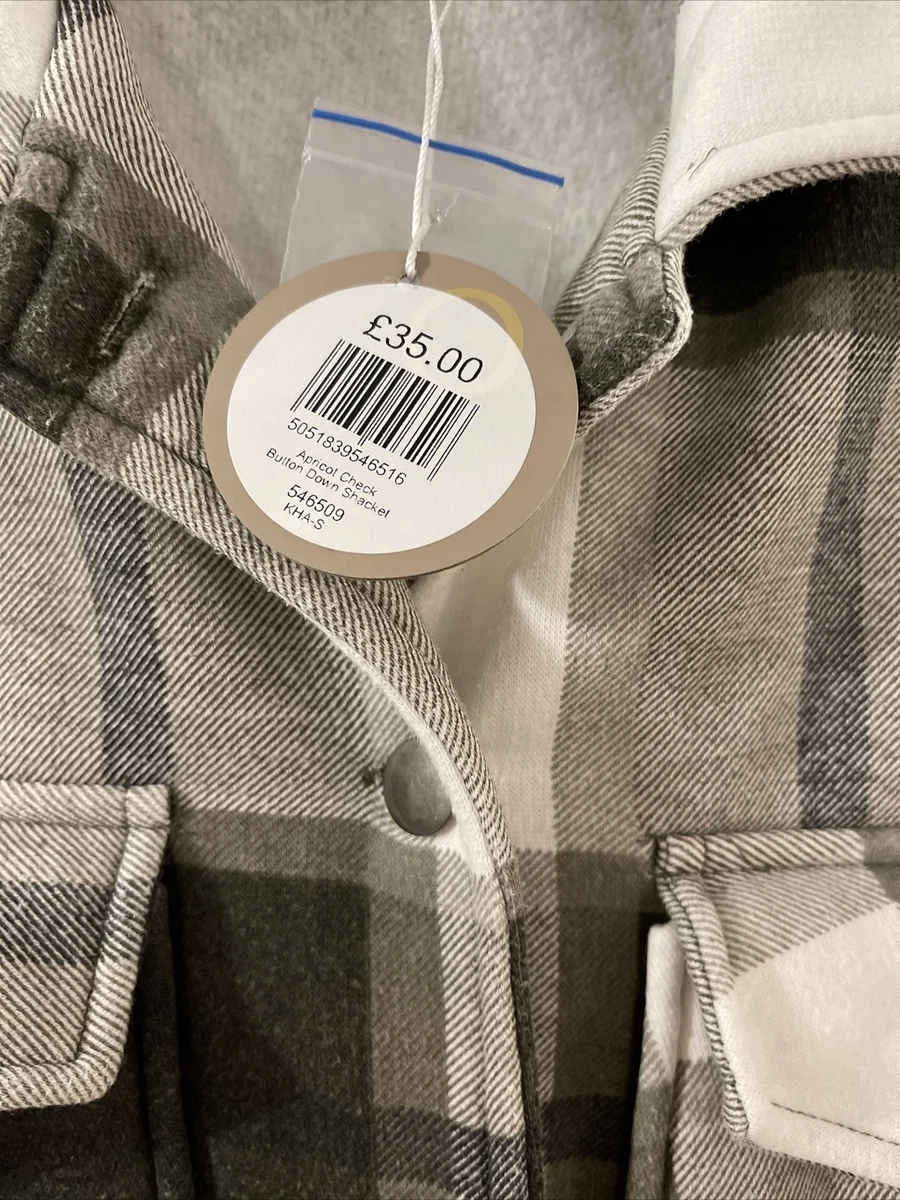 £35.00
5051839546516
Apricot Check
Button Down Shacket
546509
KHA-S